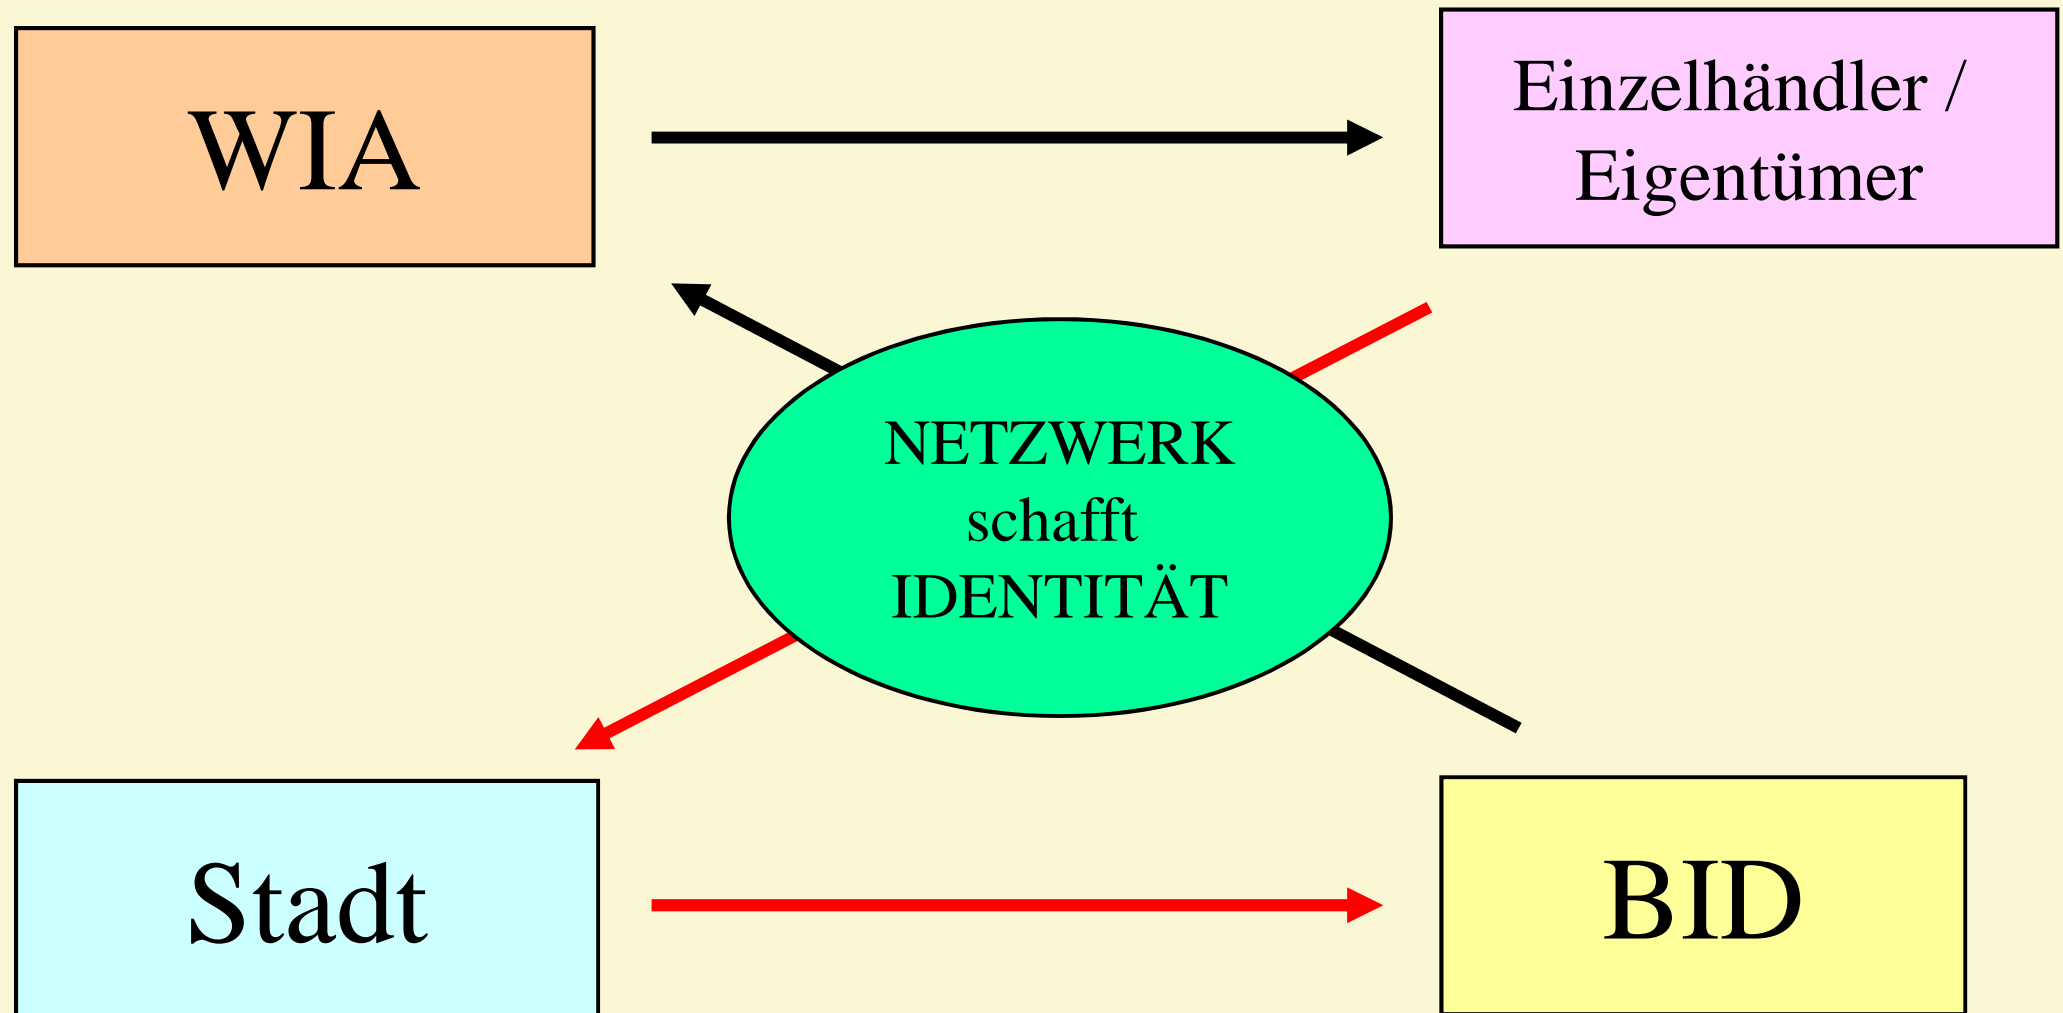 WIA
Einzelhändler /
Eigentümer
NETZWERK
schafft
IDENTITÄT
Stadt
BID